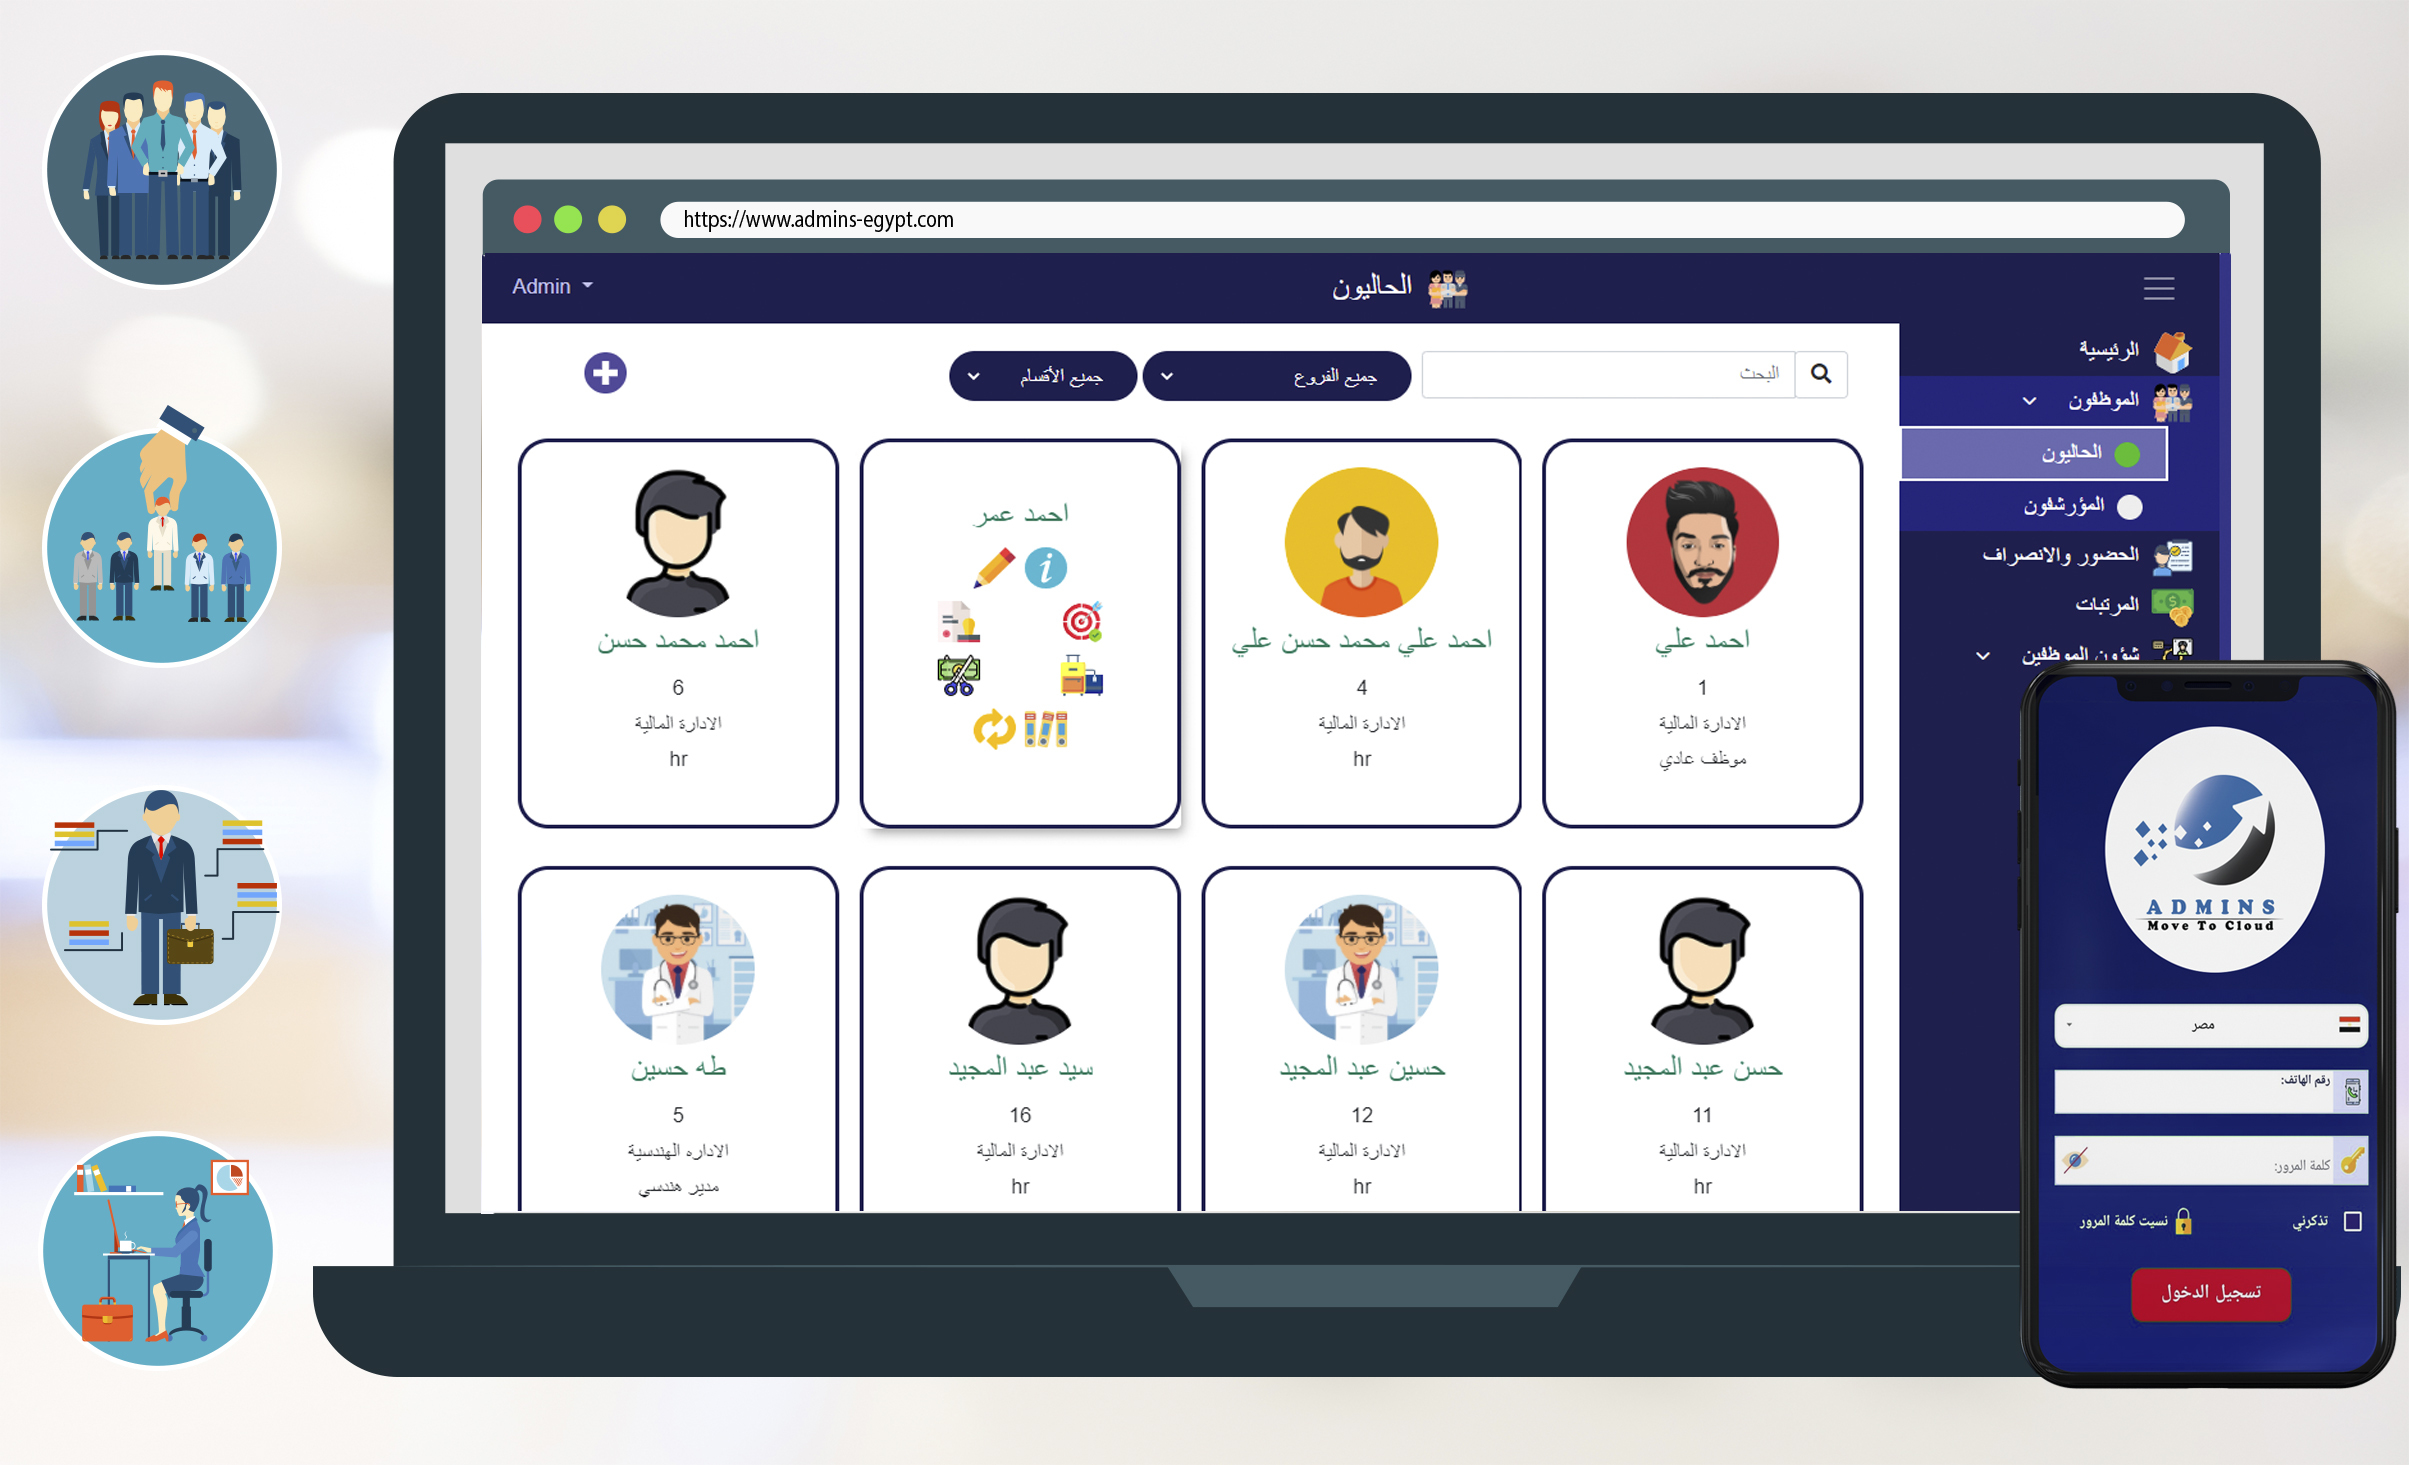 https://www.admins-egypt.com
الحاليون
Admin
الرئيسية
الموظفون
الحاليون
المؤرشفون
الحضور والانصراف
المرتبات
شؤون الموظفين
البحث
جميع الفروع
جميع الأقسام
احمد علي
1
الادارة المالية
موظف عادي
احمد علي محمد حسن علي
4
الادارة المالية
hr
احمد عمر
احمد محمد حسن
6
الادارة المالية
hr
حسن عبد المجيد
11
الادارة المالية
hr
حسين عبد المجيد
12
الادارة المالية
hr
سيد عبد المجيد
16
الادارة المالية
hr
طه حسين
5
الاداره الهندسية
مدير هندسي
ADMINS
Move To Cloud
مصر
رقم الهاتف:
كلمة المرور:
تذكرني
نسيت كلمة المرور
تسجيل الدخول